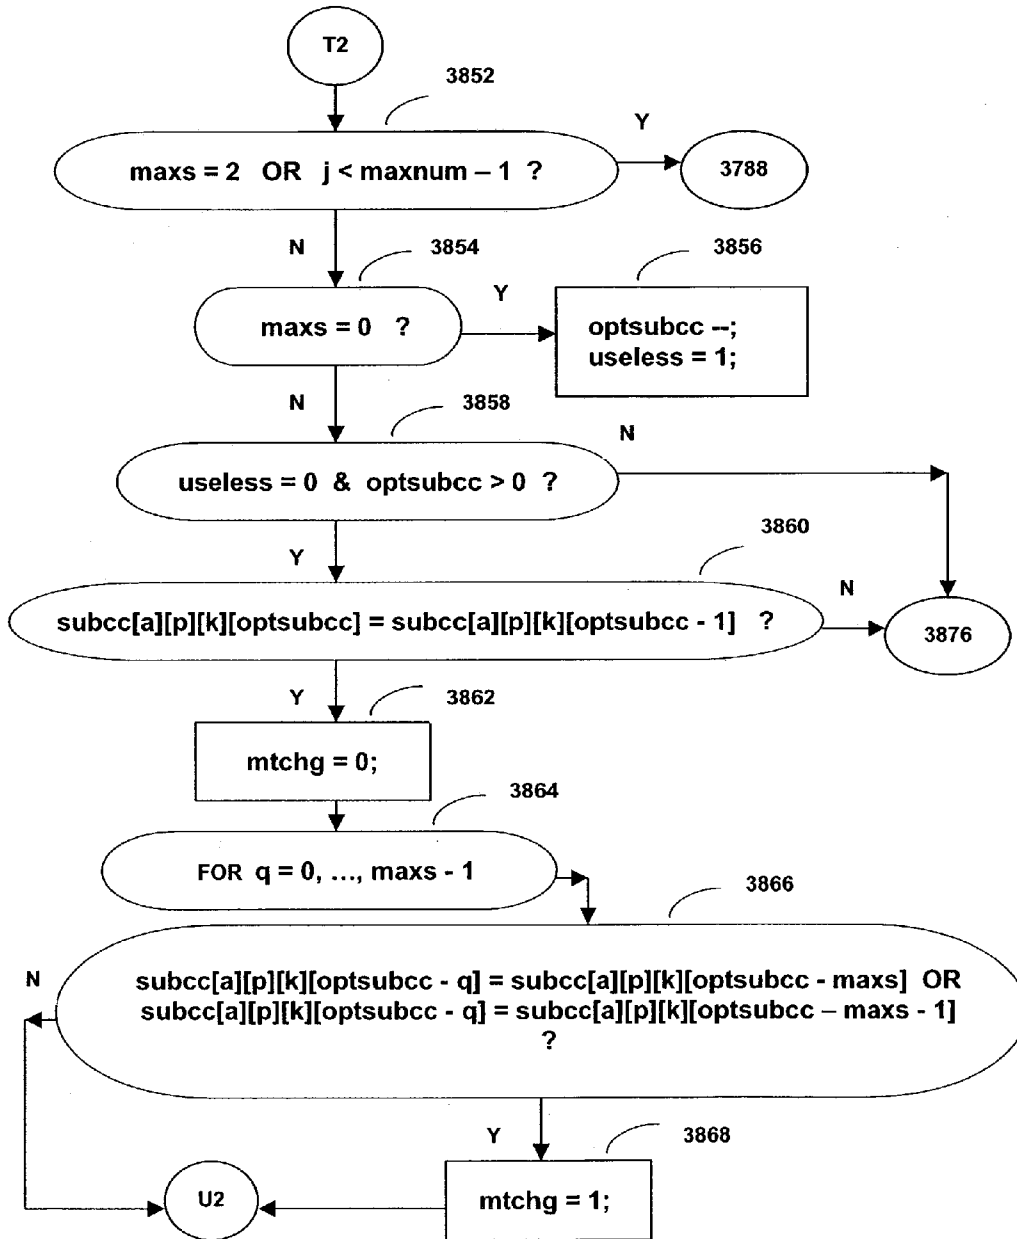 T2
3852
maxs = 2 OR j < maxnum – 1 ?
Y
3788
N
3854
maxs = 0 ?
Y
3856
optsubcc --;
useless = 1;
N
3858
useless = 0 & optsubcc > 0 ?
N
Y
3860
subcc[a][p][k][optsubcc] = subcc[a][p][k][optsubcc - 1] ?
N
3876
Y
3862
mtchg = 0;
3864
FOR q = 0, ..., maxs - 1
3866
subcc[a][p][k][optsubcc - q] = subcc[a][p][k][optsubcc - maxs] OR
subcc[a][p][k][optsubcc - q] = subcc[a][p][k][optsubcc – maxs - 1]
?
N
Y
3868
mtchg = 1;
U2